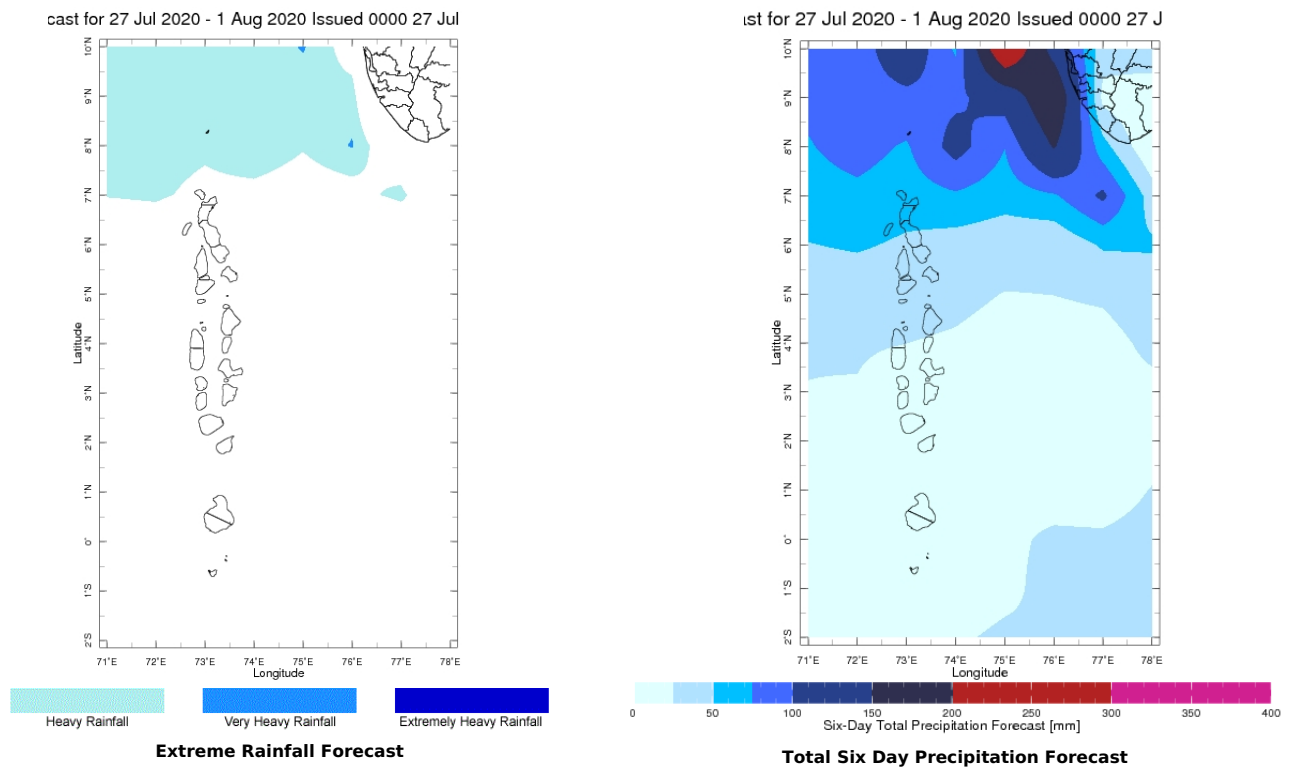 cast for 27 Jul 2020 - 1 Aug 2020 Issued 0000 27 Jul
10°N
9°N
8°N
7°N
6°N
5°N
4°N
3°N
2°N
1°N
0°
1°S
2°S
Latitude
71°E 72°E 73°E 74°E 75°E 76°E 77°E 78°E
Longitude
Heavy Rainfall Very Heavy Rainfall Extremely Heavy Rainfall
Extreme Rainfall Forecast
ast for 27 Jul 2020 - 1 Aug 2020 Issued 0000 27 J
10°N
9°N
8°N
7°N
6°N
5°N
4°N
3°N
2°N
1°N
0°
1°S
2°S
Latitude
71°E 72°E 73°E 74°E 75°E 76°E 77°E 78°E
Longitude
0 50 100 150 200 300 350 400
Six-Day Total Precipitation Forecast [mm]
Total Six Day Precipitation Forecast